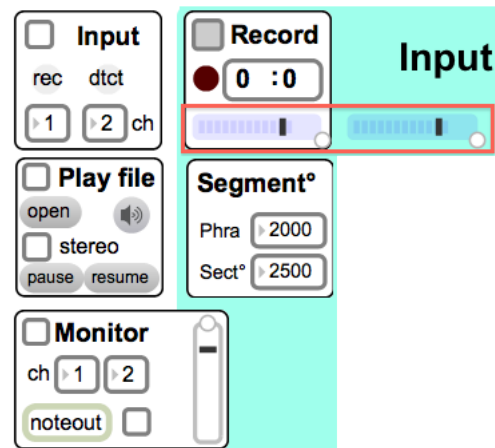 Input
rec dtct
1 2 ch
Record
0 :0
Input
Play file
open
stereo
pause resume
Segment°
Phra 2000
Sect° 2500
Monitor
ch 1 2
noteout